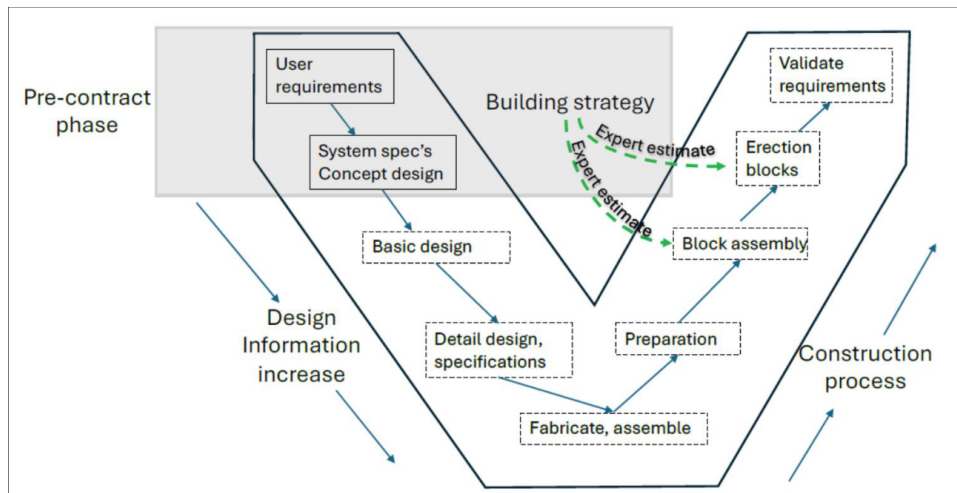 Pre-contract
phase
User
requirements
System spec's
Concept design
Building strategy
Expert estimate
Expert estimate
Validate
requirements
Erection
blocks
Basic design
Block assembly
Design
Information
increase
Detail design,
specifications
Preparation
Construction
process
Fabricate, assemble